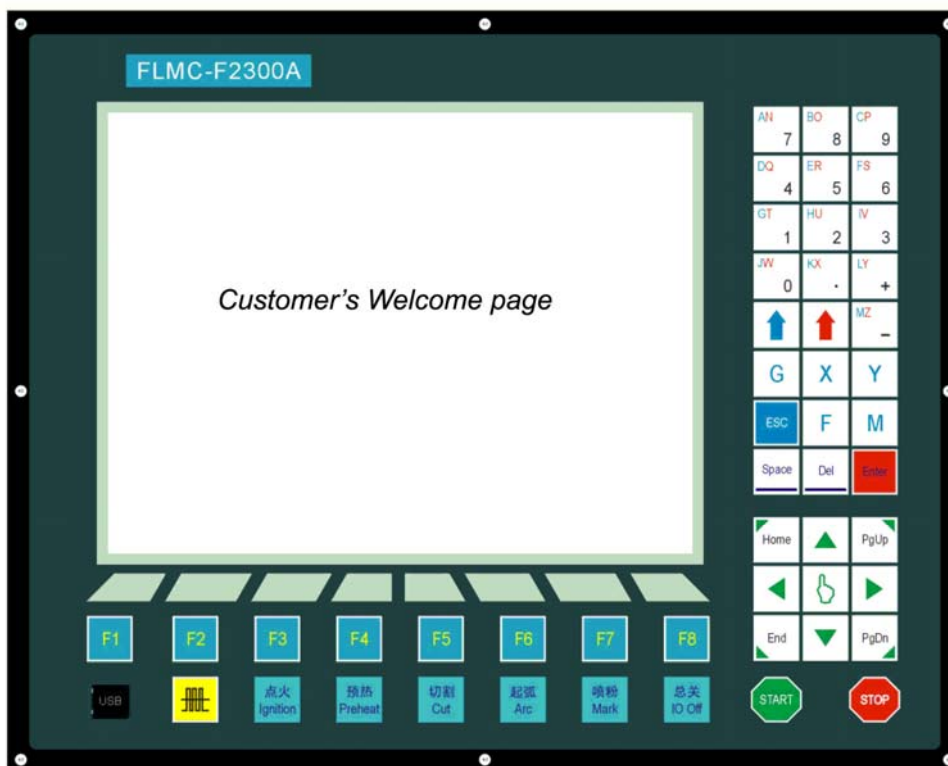 FLMC-F2300A
Customer's Welcome page
AN 7 BO 8 CP 9
DQ 4 ER 5 FS 6
GT 1 HU 2 IV 3
JW 0 KX . LY +
MZ -
G X Y
ESC F M
Space Del Enter
Home PgUp
End PgDn
F1 F2 F3 F4 F5 F6 F7 F8
USB
点火
Ignition
预热
Preheat
切割
Cut
起弧
Arc
喷粉
Mark
总关
IO Off
START STOP